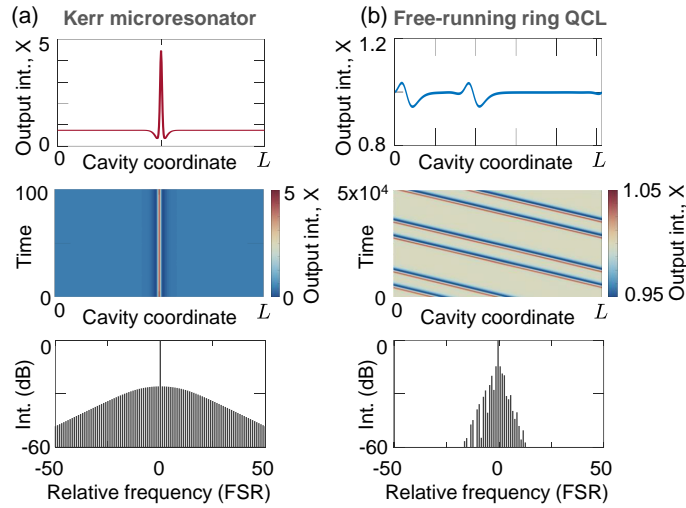 (a) Kerr microresonator
5
Output int., X
0
0 L
Cavity coordinate
100
Time
0
0 L
Cavity coordinate
5
Output int., X
0
0
Int. (dB)
-60
-50 0 50
Relative frequency (FSR)
(b) Free-running ring QCL
1.2
Output int., X
0.8
0 L
Cavity coordinate
5x10⁴
Time
0
0 L
Cavity coordinate
1.05
Output int., X
0.95
0
Int. (dB)
-60
-50 0 50
Relative frequency (FSR)